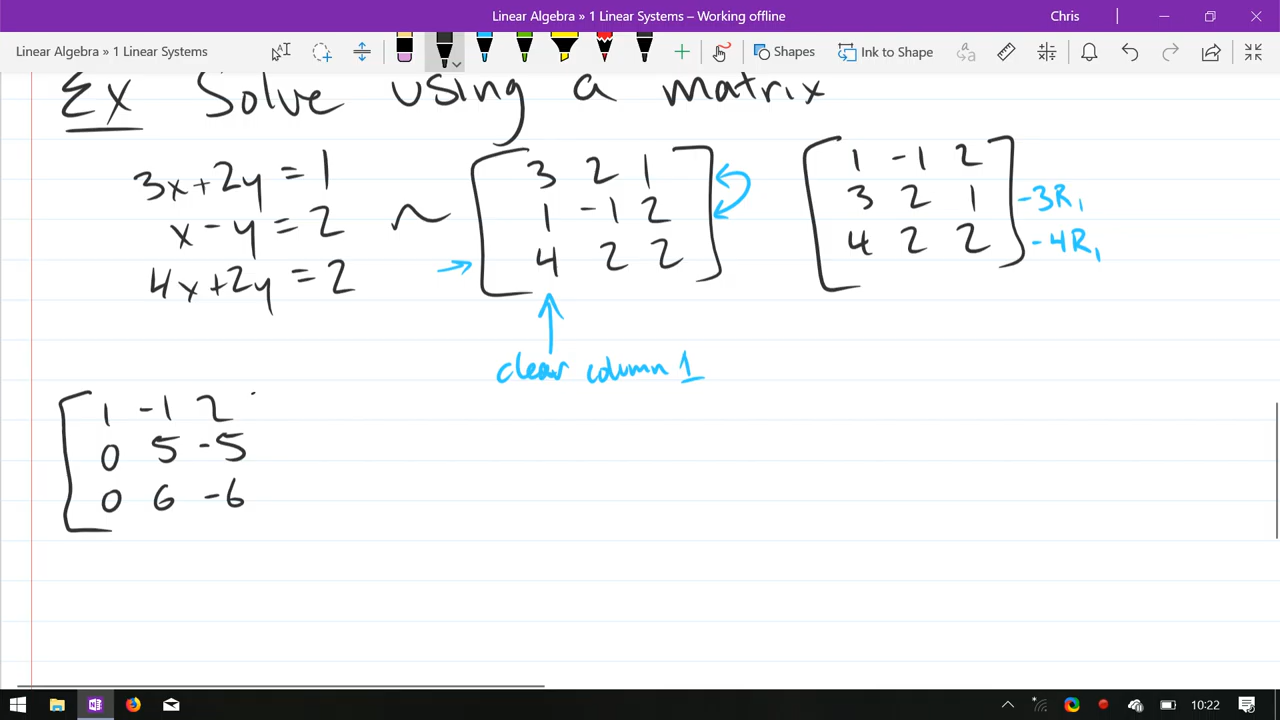 Linear Algebra » 1 Linear Systems – Working offline
Chris
Linear Algebra » 1 Linear Systems
Shapes
Ink to Shape
Ex Solve using a matrix
3x+2y = 1
x - y = 2
4x+2y = 2
~
3 2 1
1 -1 2
4 2 2
clear column 1
1 -1 2
3 2 1 -3R₁
4 2 2 -4R₁
1 -1 2
0 5 -5
0 6 -6
10:22